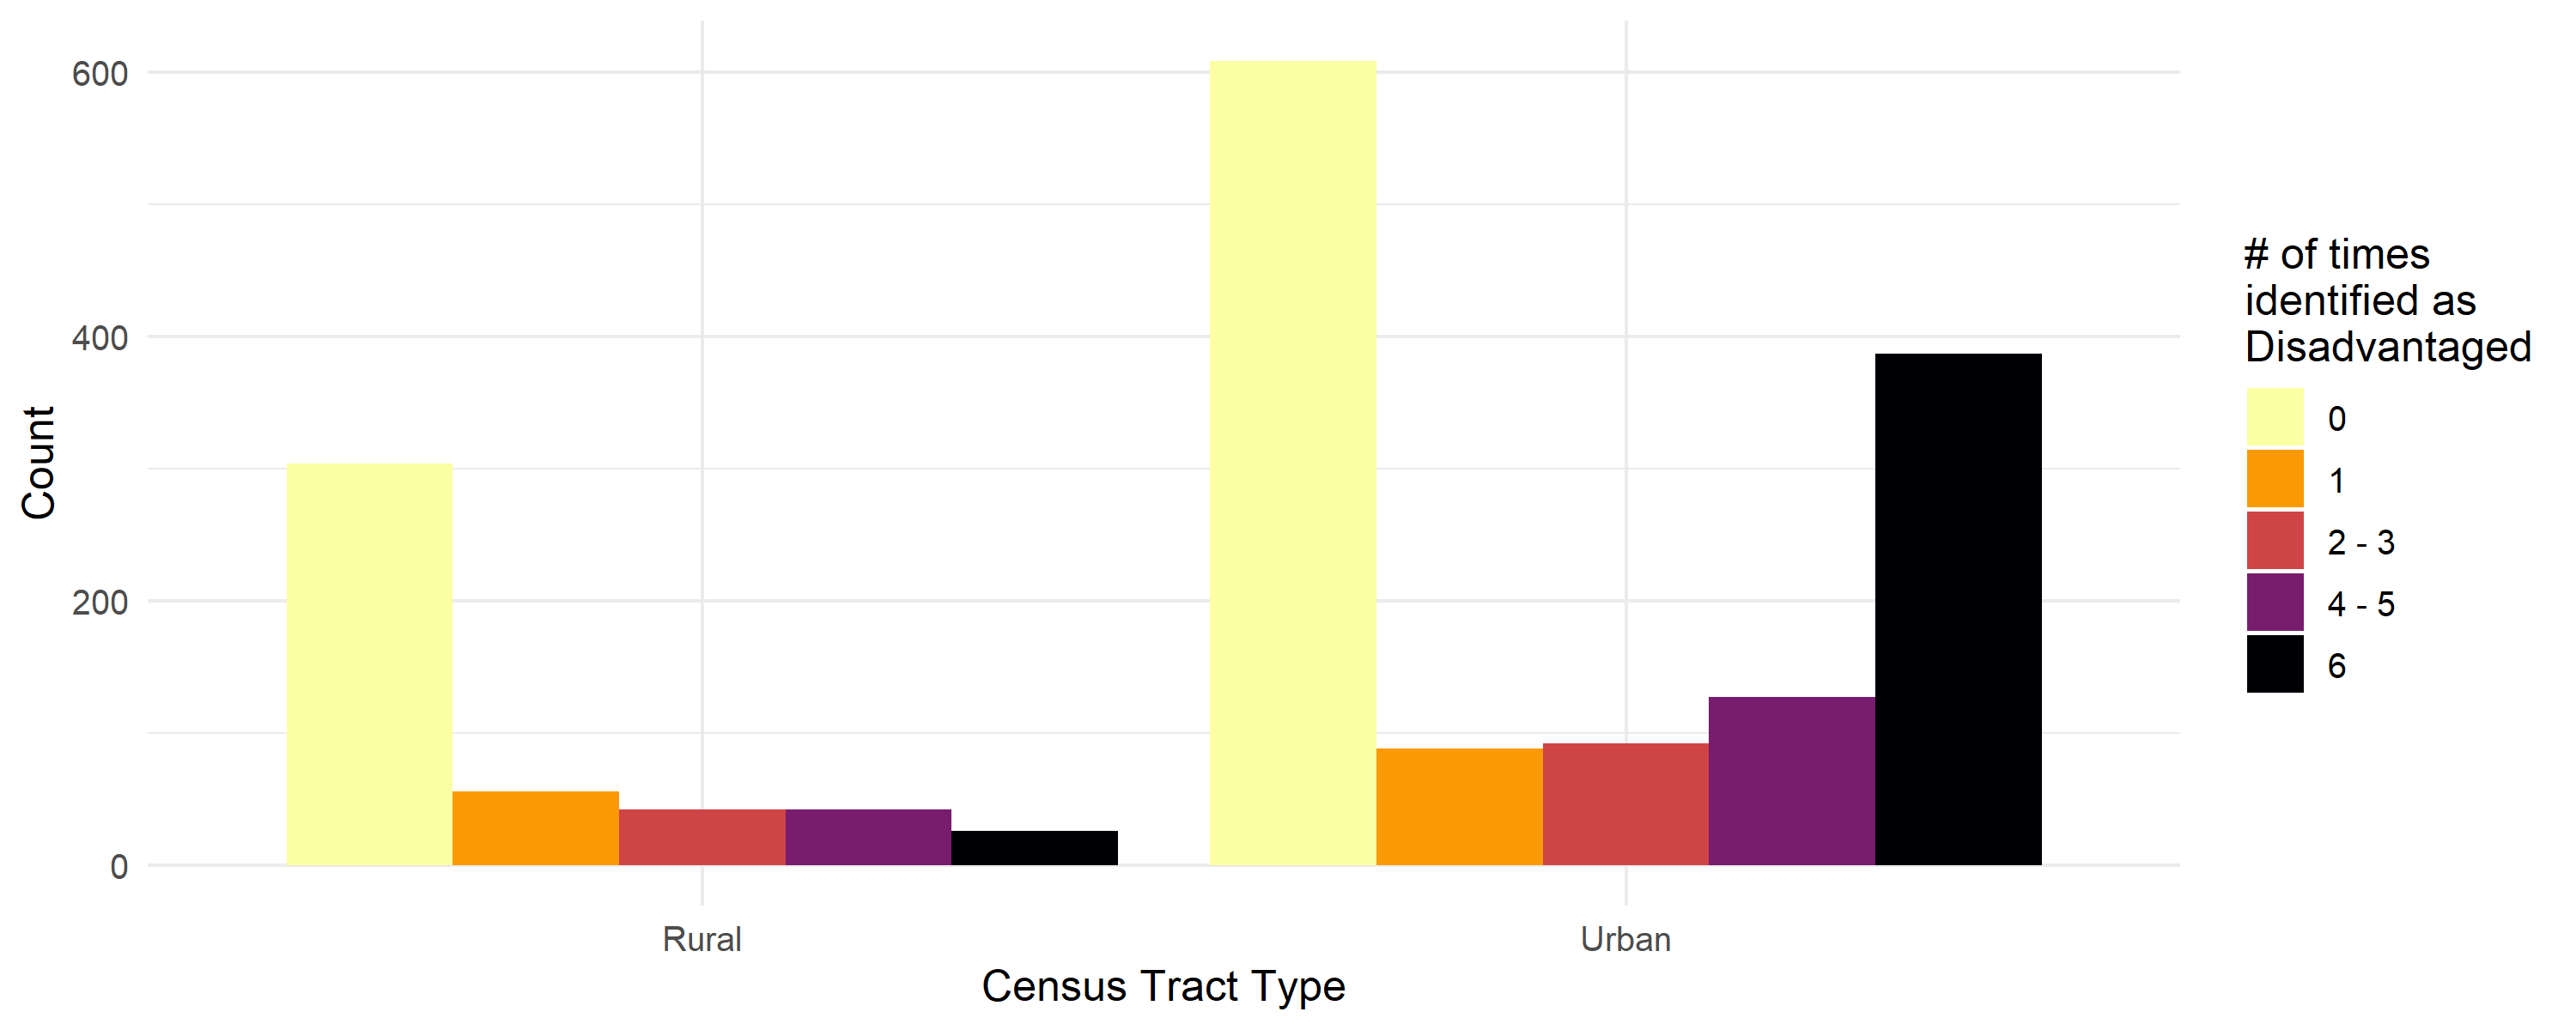 600
400
200
0
Count
Rural
Urban
Census Tract Type
# of times
identified as
Disadvantaged
0
1
2 - 3
4 - 5
6